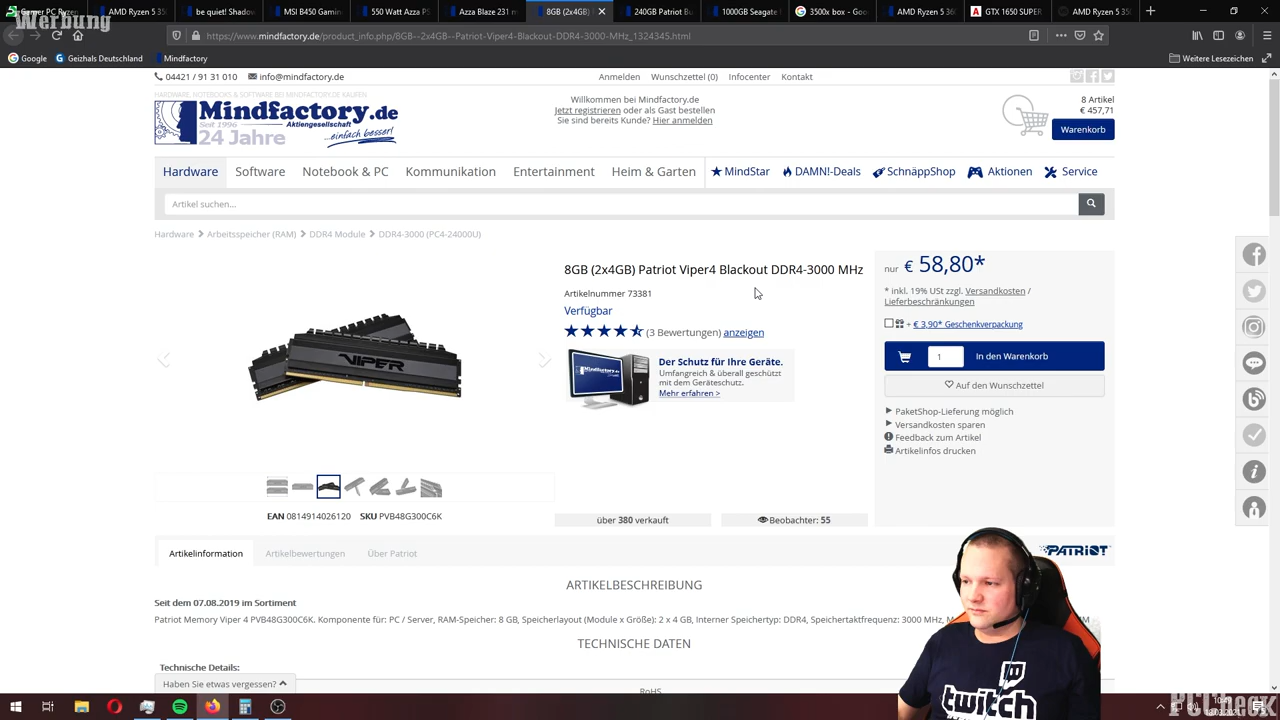 Gamer PC Ryze
AMD Ryzen 5 35
be quiet! Shadow
MSI B450 Gaming
550 Watt Azza PS
Azza Blaze 231 m
8GB (2x4GB)
240GB Patriot Bu
1000GB Seagate
3500x box - Goo
AMD Ryzen 5 36
GTX 1650 SUPER
AMD Ryzen 5 35
Werbung
https://www.mindfactory.de/product_info.php/8GB--2x4GB--Patriot-Viper4-Blackout-DDR4-3000-MHz_1324345.html
Google
Geizhals Deutschland
Mindfactory
Weitere Lesezeichen
04421 / 91 31 010
info@mindfactory.de
Anmelden
Wunschzettel (0)
Infocenter
Kontakt
HARDWARE, NOTEBOOKS & SOFTWARE BEI MINDFACTORY.DE KAUFEN
Mindfactory.de
Seit 1996
Aktiengesellschaft
24 Jahre
...einfach besser!
Willkommen bei Mindfactory.de
Jetzt registrieren oder als Gast bestellen
Sie sind bereits Kunde? Hier anmelden
8 Artikel
€ 457,71
Warenkorb
Hardware
Software
Notebook & PC
Kommunikation
Entertainment
Heim & Garten
MindStar
DAMN!-Deals
SchnäppShop
Aktionen
Service
Artikel suchen...
Hardware
Arbeitsspeicher (RAM)
DDR4 Module
DDR4-3000 (PC4-24000U)
8GB (2x4GB) Patriot Viper4 Blackout DDR4-3000 MHz
Artikelnummer 73381
Verfügbar
(3 Bewertungen) anzeigen
Mindfactory.de
Der Schutz für Ihre Geräte.
Umfangreich & überall geschützt
mit dem Geräteschutz.
Mehr erfahren >
nur € 58,80*
* inkl. 19% USt zzgl. Versandkosten /
Lieferbeschränkungen
+ € 3,90* Geschenkverpackung
1
In den Warenkorb
Auf den Wunschzettel
PaketShop-Lieferung möglich
Versandkosten sparen
Feedback zum Artikel
Artikelinfos drucken
VIPER
EAN 0814914026120 SKU PVB48G300C6K
über 380 verkauft
Beobachter: 55
Artikelinformation
Artikelbewertungen
Über Patriot
PATRIOT
ARTIKELBESCHREIBUNG
Seit dem 07.08.2019 im Sortiment
Patriot Memory Viper 4 PVB48G300C6K. Komponente für: PC / Server, RAM-Speicher: 8 GB, Speicherlayout (Module x Größe): 2 x 4 GB, Interner Speichertyp: DDR4, Speichertaktfrequenz: 3000 MHz,
TECHNISCHE DATEN
Technische Details:
Haben Sie etwas vergessen?
RoHS
twitch
PCCheck